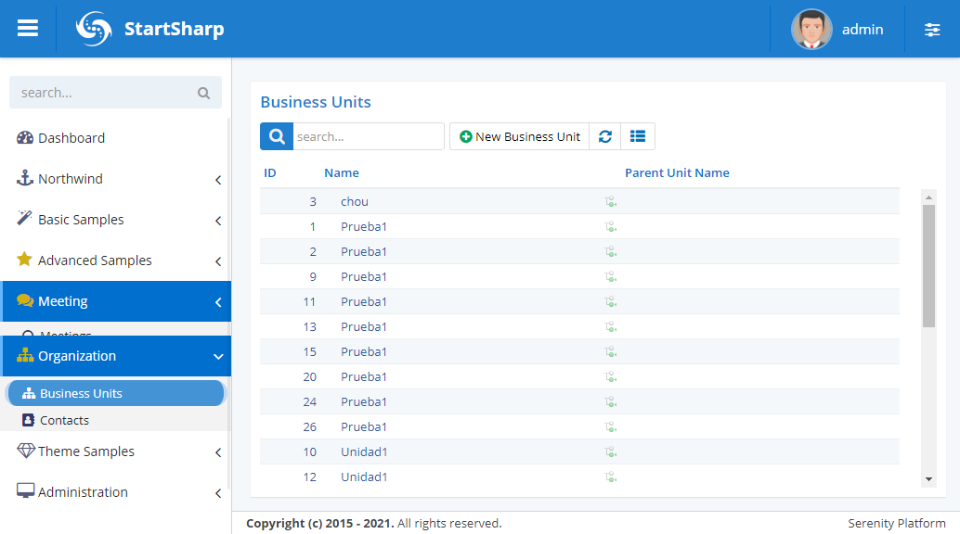 StartSharp
admin
search...
Dashboard
Northwind
Basic Samples
Advanced Samples
Meeting
Meetings
Organization
Business Units
Contacts
Theme Samples
Administration
Business Units
search...
New Business Unit
ID Name Parent Unit Name
3 chou
1 Prueba1
2 Prueba1
9 Prueba1
11 Prueba1
13 Prueba1
15 Prueba1
20 Prueba1
24 Prueba1
26 Prueba1
10 Unidad1
12 Unidad1
Copyright (c) 2015 - 2021. All rights reserved.
Serenity Platform